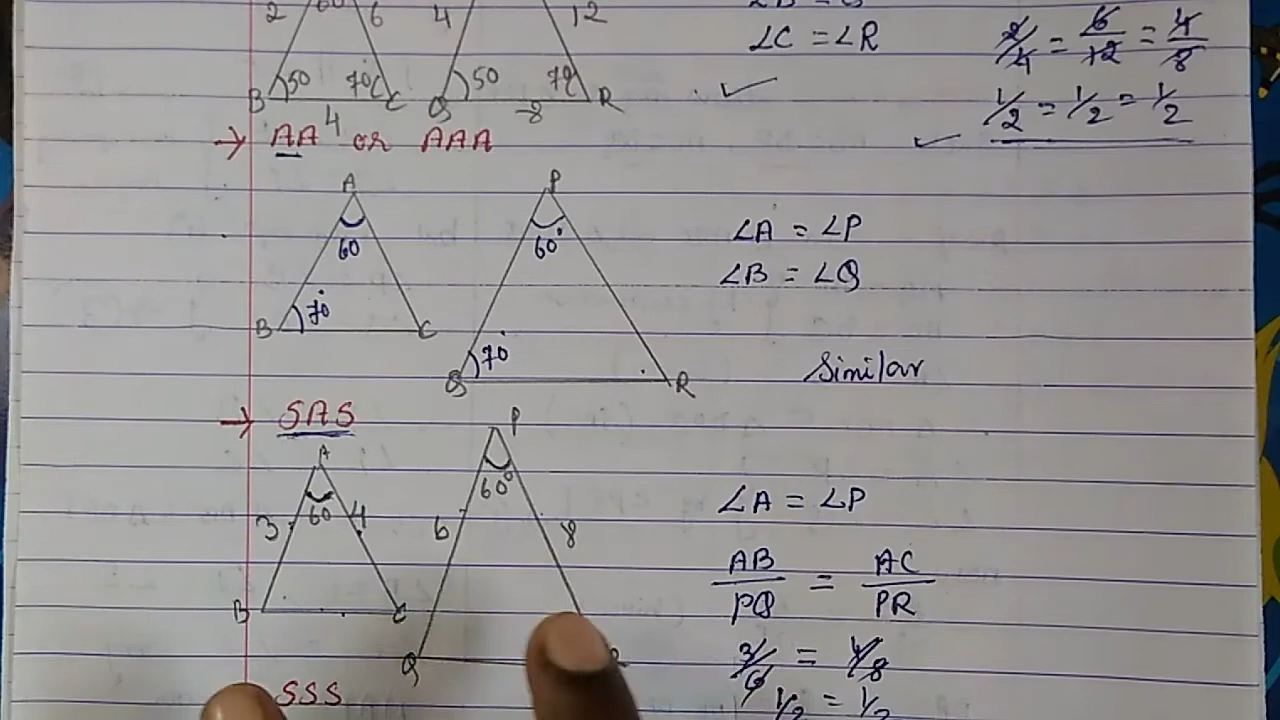 2 60 6 4 12
∠C = ∠R
2/4 = 6/12 = 4/8
50 70 50 70
B C Q R
4 8
1/2 = 1/2 = 1/2
→ AA or AAA
A P
60 60°
∠A = ∠P
∠B = ∠Q
70° 70
B C
Q R
Similar
→ SAS
A P
60 60°
3 4 6 8
∠A = ∠P
AB/PQ = AC/PR
B C
Q
3/6 = 4/8
SSS
1/2 = 1/2